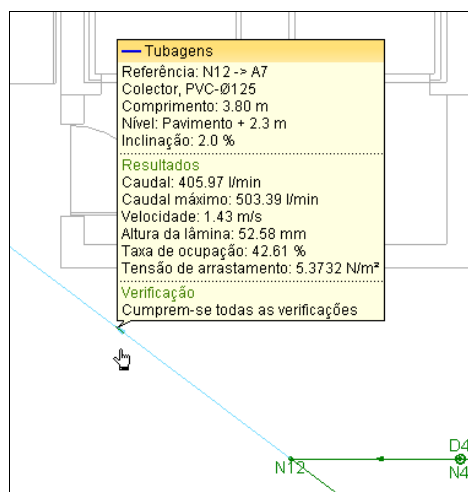 Tubagens
Referência: N12 -> A7
Colector, PVC-Ø125
Comprimento: 3.80 m
Nível: Pavimento + 2.3 m
Inclinação: 2.0 %
Resultados
Caudal: 405.97 l/min
Caudal máximo: 503.39 l/min
Velocidade: 1.43 m/s
Altura da lâmina: 52.58 mm
Taxa de ocupação: 42.61 %
Tensão de arrastamento: 5.3732 N/m²
Verificação
Cumprem-se todas as verificações
D4
N12
N4